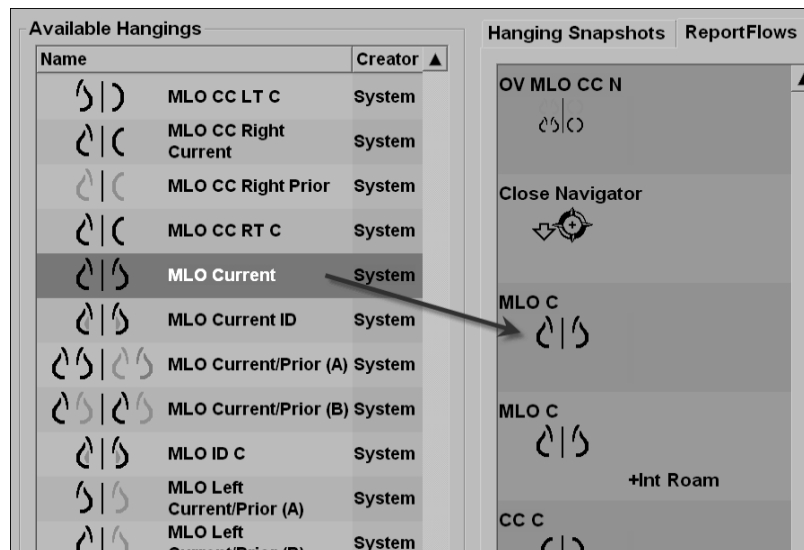 Available Hangings
Name Creator
MLO CC LT C System
MLO CC Right
Current System
MLO CC Right Prior System
MLO CC RT C System
MLO Current System
MLO Current ID System
MLO Current/Prior (A) System
MLO Current/Prior (B) System
MLO ID C System
MLO Left
Current/Prior (A) System
MLO Left
Current/Prior (B) System
Hanging Snapshots ReportFlows
OV MLO CC N
Close Navigator
MLO C
MLO C
+Int Roam
CC C